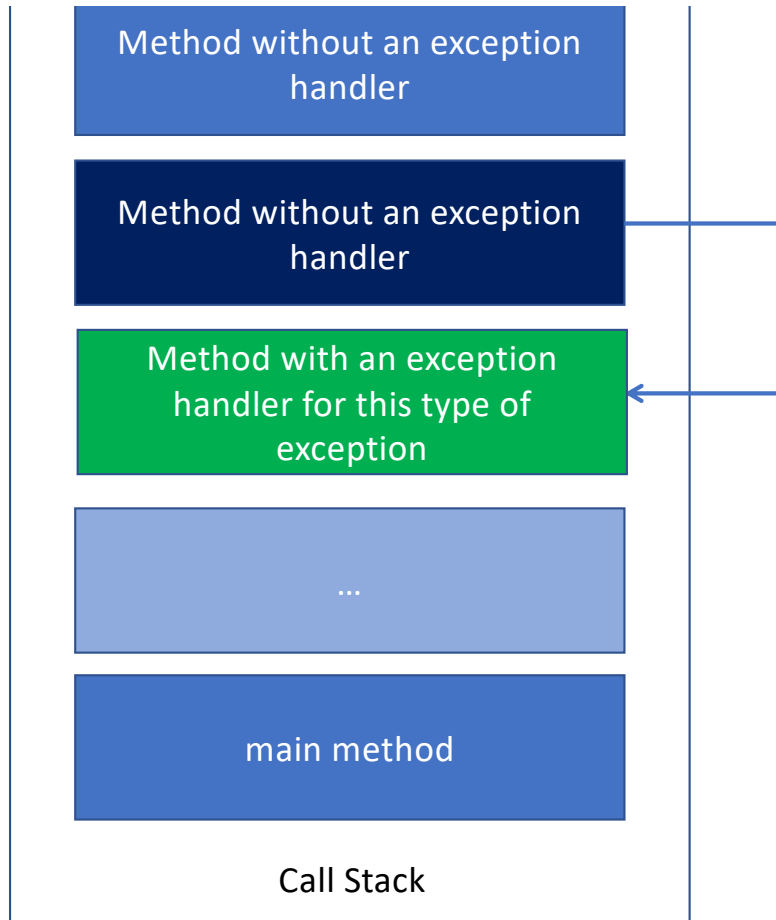 Method without an exception
handler
Method without an exception
handler
Method with an exception
handler for this type of
exception
…
main method
Call Stack